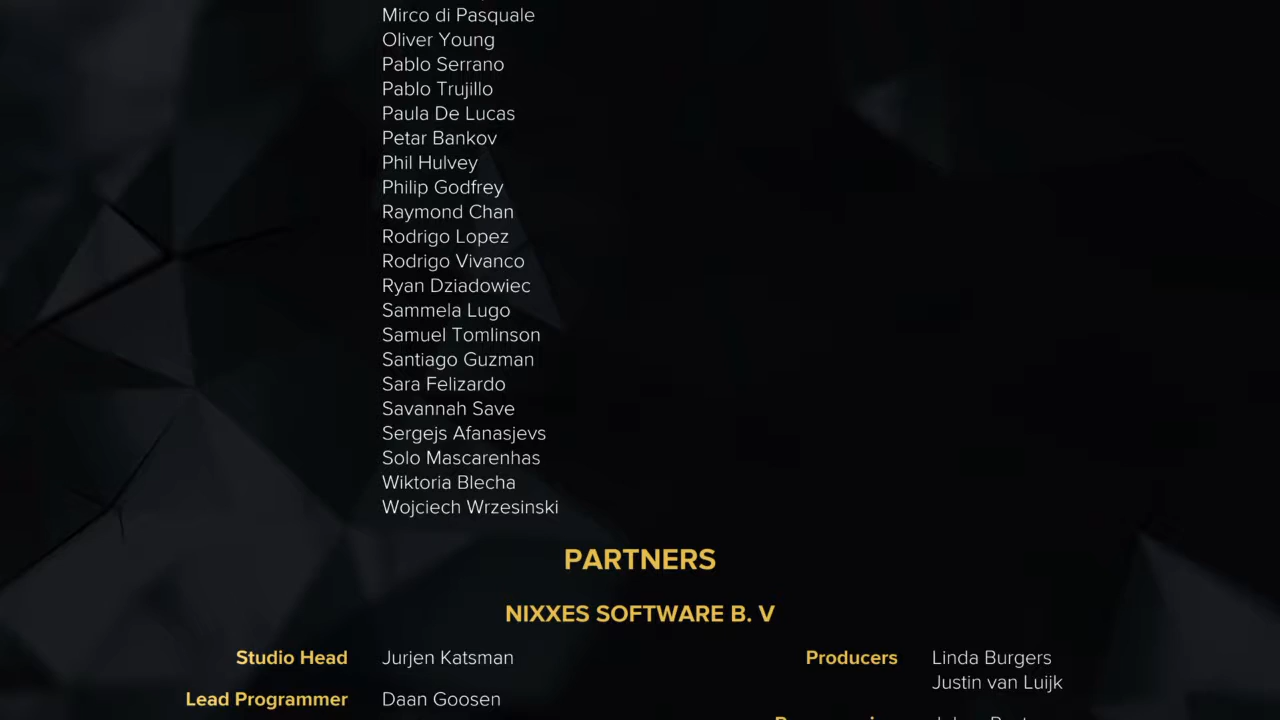 Mirco di Pasquale
Oliver Young
Pablo Serrano
Pablo Trujillo
Paula De Lucas
Petar Bankov
Phil Hulvey
Philip Godfrey
Raymond Chan
Rodrigo Lopez
Rodrigo Vivanco
Ryan Dziadowiec
Sammela Lugo
Samuel Tomlinson
Santiago Guzman
Sara Felizardo
Savannah Save
Sergejs Afanasjevs
Solo Mascarenhas
Wiktoria Blecha
Wojciech Wrzesinski
PARTNERS
NIXXES SOFTWARE B. V
Studio Head Jurjen Katsman
Lead Programmer Daan Goosen
Producers Linda Burgers
Justin van Luijk